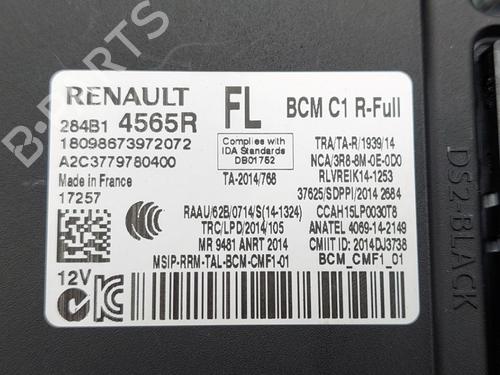 RENAULT
FL
BCM C1 R-Full
284B1 4565R
18098673972072
A2C3779780400
Made in France
17257
Complies with
IDA Standards
DB01752
TA-2014/768
TRA/TA-R/1939/14
NCA/3R8-8M-0E-0D0
RLVREIK14-1253
37625/SDPPI/2014 2684
RAAU/62B/0714/S(14-1324)
CCAH15LP0030T8
TRC/LPD/2014/105
ANATEL 4069-14-2149
MR 9481 ANRT 2014
CMIIT ID: 2014DJ3738
12V
MSIP-RRM-TAL-BCM-CMF1-01
BCM_CMF1_01
DS2-BLACK